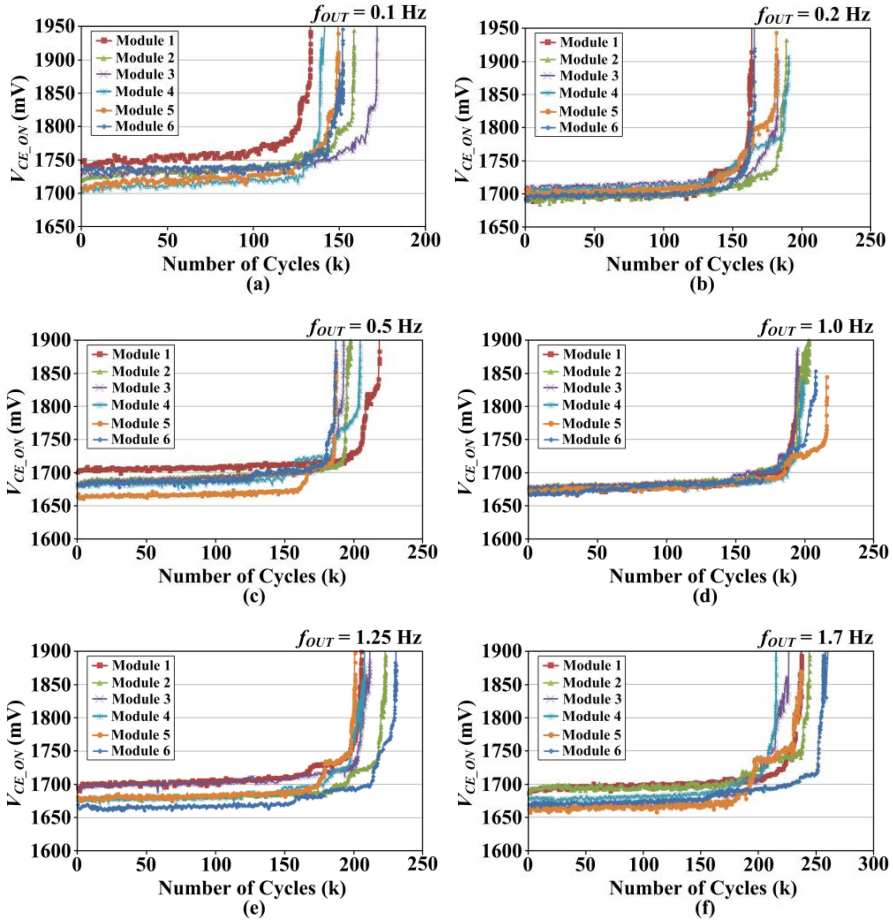 f_OUT = 0.1 Hz
1950
1900
1850
1800
1750
1700
1650
V_CE_ON (mV)
Module 1
Module 2
Module 3
Module 4
Module 5
Module 6
0 50 100 150 200
Number of Cycles (k)
(a)
f_OUT = 0.2 Hz
1950
1900
1850
1800
1750
1700
1650
V_CE_ON (mV)
Module 1
Module 2
Module 3
Module 4
Module 5
Module 6
0 50 100 150 200 250
Number of Cycles (k)
(b)
f_OUT = 0.5 Hz
1900
1850
1800
1750
1700
1650
1600
V_CE_ON (mV)
Module 1
Module 2
Module 3
Module 4
Module 5
Module 6
0 50 100 150 200 250
Number of Cycles (k)
(c)
f_OUT = 1.0 Hz
1900
1850
1800
1750
1700
1650
1600
V_CE_ON (mV)
Module 1
Module 2
Module 3
Module 4
Module 5
Module 6
0 50 100 150 200 250
Number of Cycles (k)
(d)
f_OUT = 1.25 Hz
1900
1850
1800
1750
1700
1650
1600
V_CE_ON (mV)
Module 1
Module 2
Module 3
Module 4
Module 5
Module 6
0 50 100 150 200 250
Number of Cycles (k)
(e)
f_OUT = 1.7 Hz
1900
1850
1800
1750
1700
1650
1600
V_CE_ON (mV)
Module 1
Module 2
Module 3
Module 4
Module 5
Module 6
0 50 100 150 200 250 300
Number of Cycles (k)
(f)